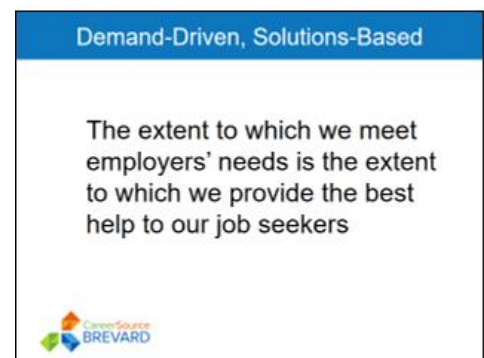 Demand-Driven, Solutions-Based
The extent to which we meet
employers' needs is the extent
to which we provide the best
help to our job seekers
CareerSource
BREVARD